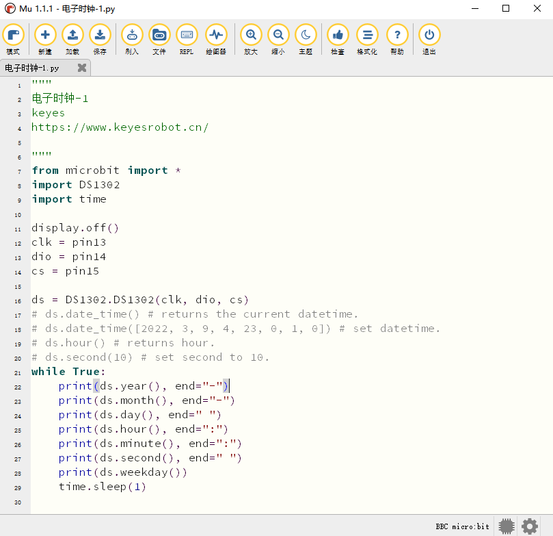 Mu 1.1.1 - 电子时钟-1.py
模式 新建 加载 保存 刷入 文件 REPL 绘图器 放大 缩小 主题 检查 格式化 帮助 退出
电子时钟-1.py
1 """
2 电子时钟-1
3 keyes
4 https://www.keyesrobot.cn/
5
6 """
7 from microbit import *
8 import DS1302
9 import time
10
11 display.off()
12 clk = pin13
13 dio = pin14
14 cs = pin15
15
16 ds = DS1302.DS1302(clk, dio, cs)
17 # ds.date_time() # returns the current datetime.
18 # ds.date_time([2022, 3, 9, 4, 23, 0, 1, 0]) # set datetime.
19 # ds.hour() # returns hour.
20 # ds.second(10) # set second to 10.
21 while True:
22 print(ds.year(), end="-")
23 print(ds.month(), end="-")
24 print(ds.day(), end=" ")
25 print(ds.hour(), end=":")
26 print(ds.minute(), end=":")
27 print(ds.second(), end=" ")
28 print(ds.weekday())
29 time.sleep(1)
30
BBC micro:bit